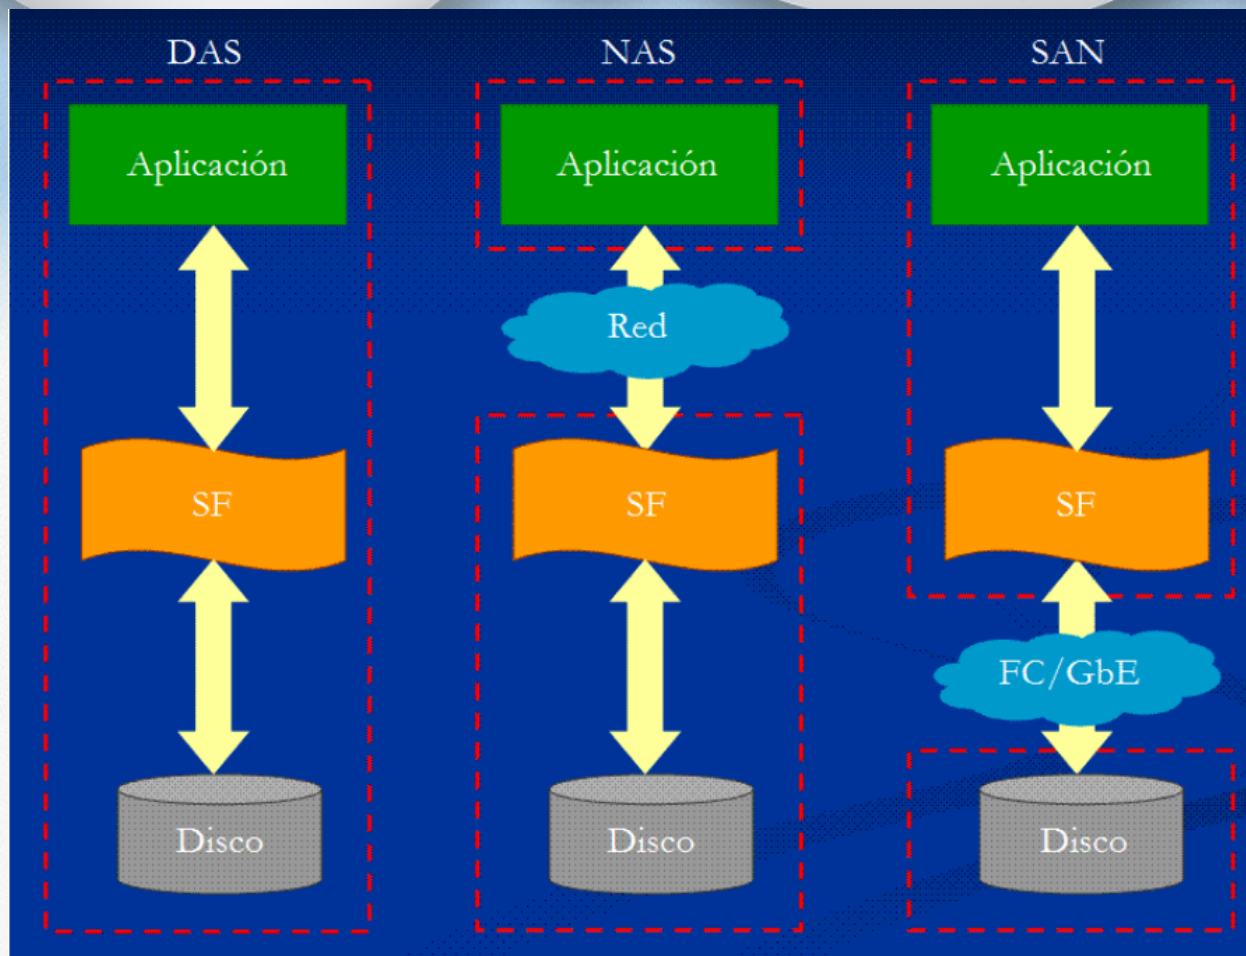 DAS
NAS
SAN
Aplicación
Aplicación
Aplicación
Red
SF
SF
SF
FC/GbE
Disco
Disco
Disco